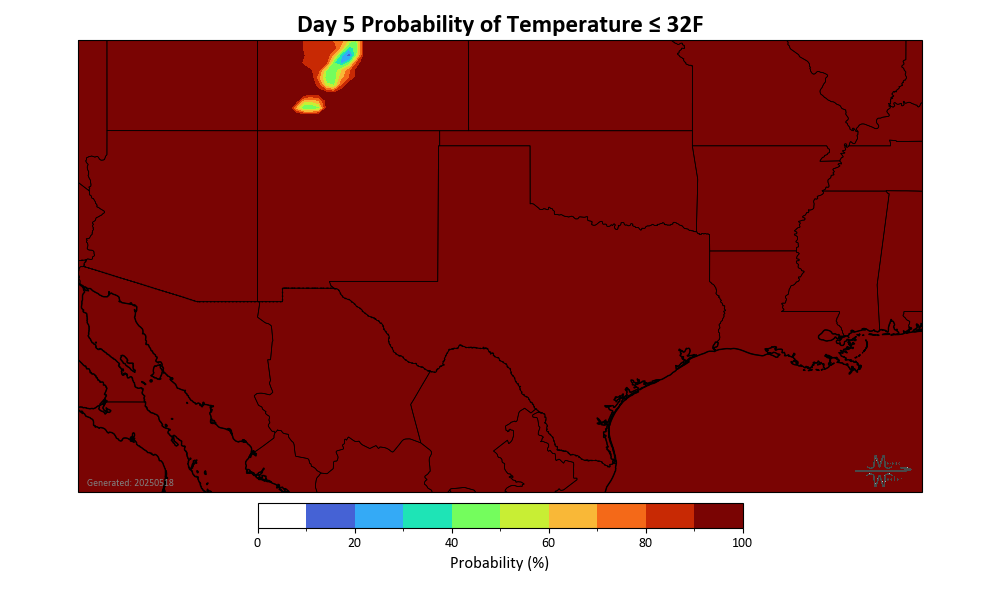 Day 5 Probability of Temperature ≤ 32F
Generated: 20250518
0 20 40 60 80 100
Probability (%)